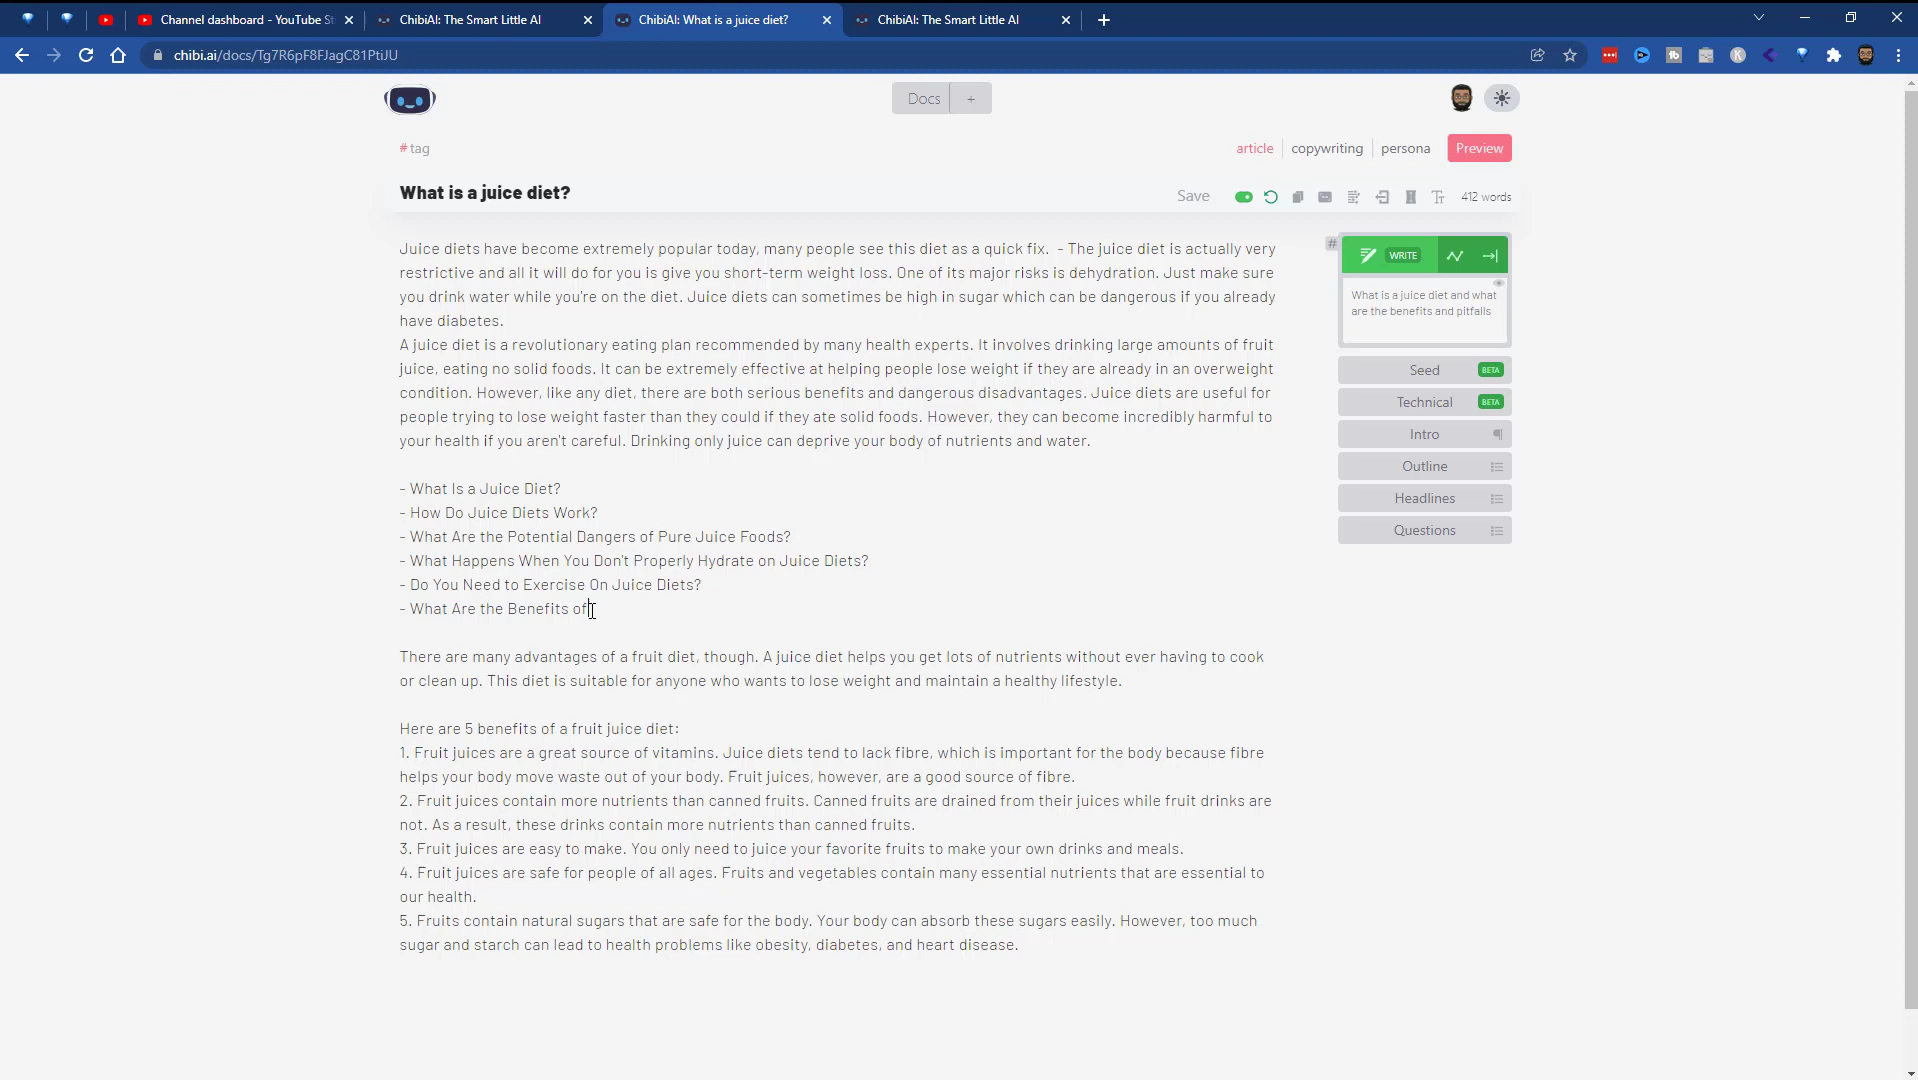 Channel dashboard - YouTube St
ChibiAI: The Smart Little AI
ChibiAI: What is a juice diet?
ChibiAI: The Smart Little AI
chibi.ai/docs/Tg7R6pF8FJagC81PtiJU
Docs +
# tag
article
copywriting
persona
Preview
What is a juice diet?
Save
412 words
Juice diets have become extremely popular today, many people see this diet as a quick fix.  - The juice diet is actually very
restrictive and all it will do for you is give you short-term weight loss. One of its major risks is dehydration. Just make sure
you drink water while you're on the diet. Juice diets can sometimes be high in sugar which can be dangerous if you already
have diabetes.
A juice diet is a revolutionary eating plan recommended by many health experts. It involves drinking large amounts of fruit
juice, eating no solid foods. It can be extremely effective at helping people lose weight if they are already in an overweight
condition. However, like any diet, there are both serious benefits and dangerous disadvantages. Juice diets are useful for
people trying to lose weight faster than they could if they ate solid foods. However, they can become incredibly harmful to
your health if you aren't careful. Drinking only juice can deprive your body of nutrients and water.
- What Is a Juice Diet?
- How Do Juice Diets Work?
- What Are the Potential Dangers of Pure Juice Foods?
- What Happens When You Don't Properly Hydrate on Juice Diets?
- Do You Need to Exercise On Juice Diets?
- What Are the Benefits of
There are many advantages of a fruit diet, though. A juice diet helps you get lots of nutrients without ever having to cook
or clean up. This diet is suitable for anyone who wants to lose weight and maintain a healthy lifestyle.
Here are 5 benefits of a fruit juice diet:
1. Fruit juices are a great source of vitamins. Juice diets tend to lack fibre, which is important for the body because fibre
helps your body move waste out of your body. Fruit juices, however, are a good source of fibre.
2. Fruit juices contain more nutrients than canned fruits. Canned fruits are drained from their juices while fruit drinks are
not. As a result, these drinks contain more nutrients than canned fruits.
3. Fruit juices are easy to make. You only need to juice your favorite fruits to make your own drinks and meals.
4. Fruit juices are safe for people of all ages. Fruits and vegetables contain many essential nutrients that are essential to
our health.
5. Fruits contain natural sugars that are safe for the body. Your body can absorb these sugars easily. However, too much
sugar and starch can lead to health problems like obesity, diabetes, and heart disease.
#
WRITE
What is a juice diet and what
are the benefits and pitfalls
Seed BETA
Technical BETA
Intro
Outline
Headlines
Questions